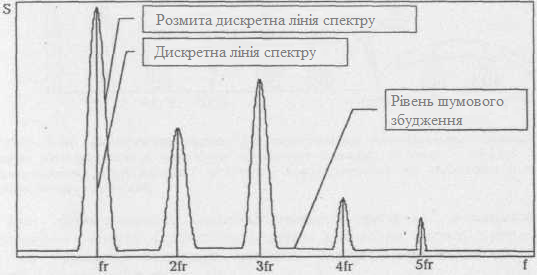 S
Розмита дискретна лінія спектру
Дискретна лінія спектру
Рівень шумового
збудження
fr 2fr 3fr 4fr 5fr f